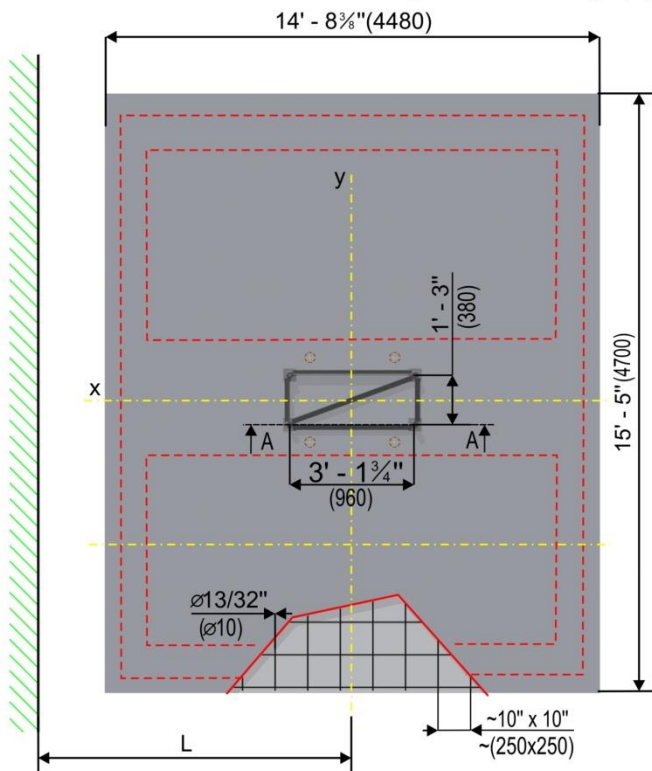 14' - 8⅜"(4480)
y
1' - 3"
(380)
x
15' - 5" (4700)
A
A
3' - 1¾"
(960)
⌀13/32"
(⌀10)
~10" x 10"
~(250x250)
L